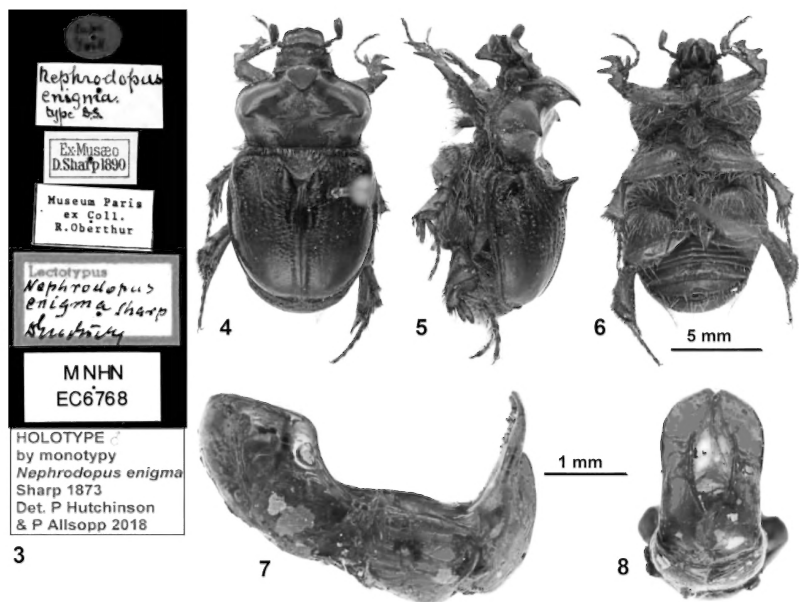 Nephrodopus
enigma.
type D.S.
Ex-Musæo
D.Sharp 1890
Museum Paris
ex Coll.
R.Oberthur
Lectotypus
Nephrodopus
enigma Sharp
MNHN
EC6768
HOLOTYPE ♂
by monotypy
Nephrodopus enigma
Sharp 1873
Det. P Hutchinson
& P Allsopp 2018
3
4
5
6
5 mm
7
1 mm
8